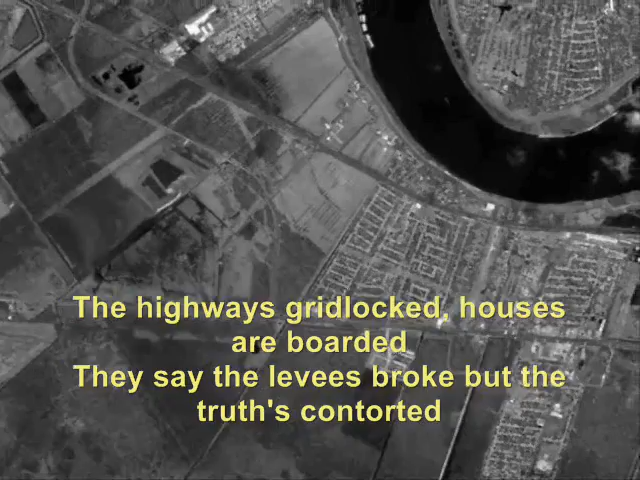 The highways gridlocked, houses
are boarded
They say the levees broke but the
truth's contorted